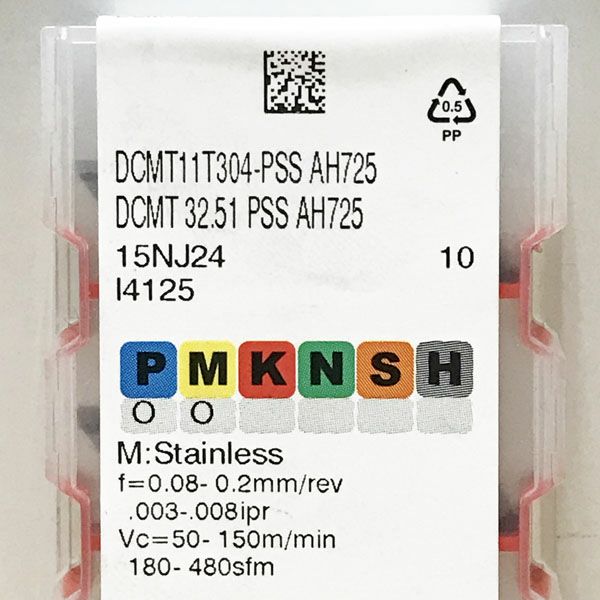 0.5
PP
DCMT11T304-PSS AH725
DCMT 32.51 PSS AH725
15NJ24 10
I4125
P M K N S H
O O
M:Stainless
f=0.08- 0.2mm/rev
.003-.008ipr
Vc=50- 150m/min
180- 480sfm